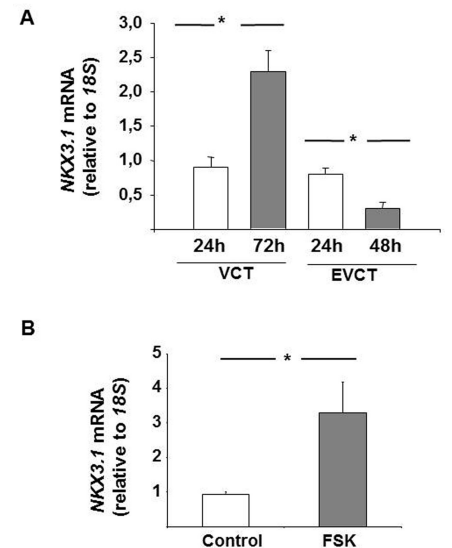 A
NKX3.1 mRNA
(relative to 18S)
3,0
2,5
2,0
1,5
1,0
0,5
*
*
24h 72h 24h 48h
VCT EVCT
B
NKX3.1 mRNA
(relative to 18S)
5
4
3
2
1
*
Control FSK